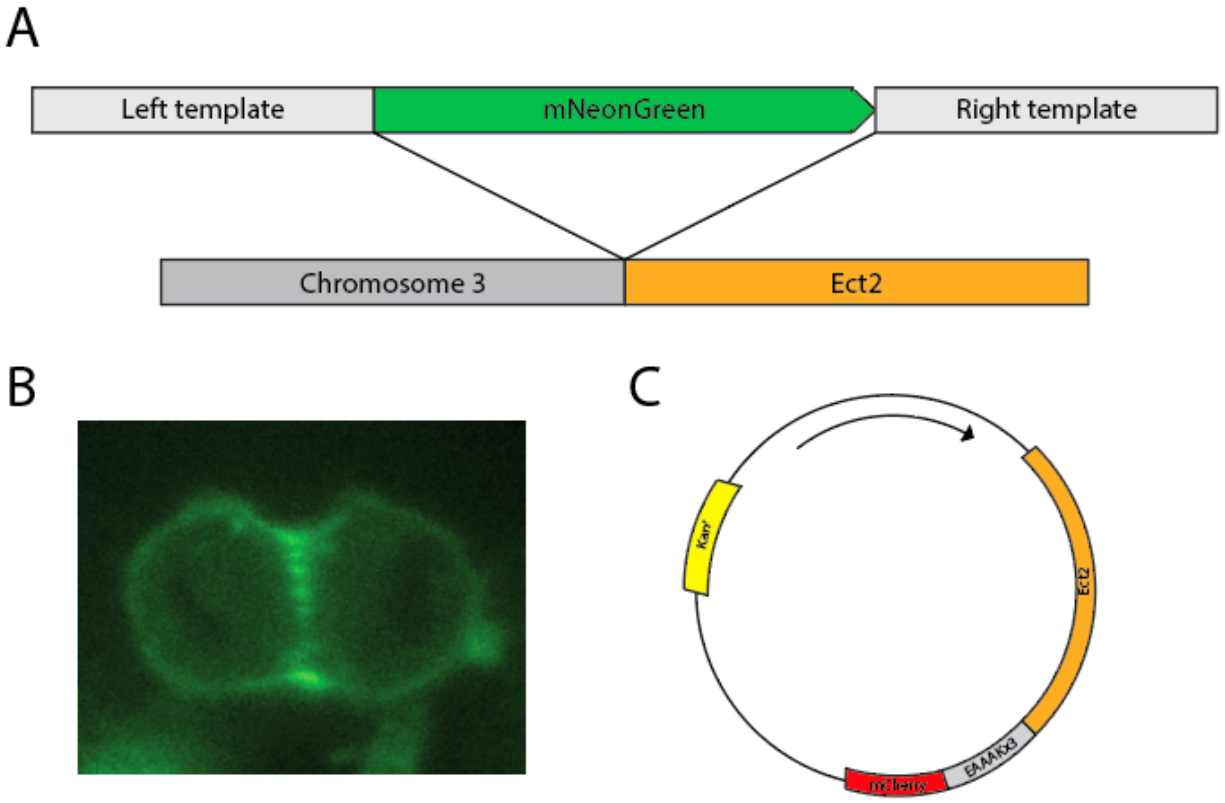 A
Left template
mNeonGreen
Right template
Chromosome 3
Ect2
B
C
Kanʳ
Ect2
EAAAKx3
mCherry